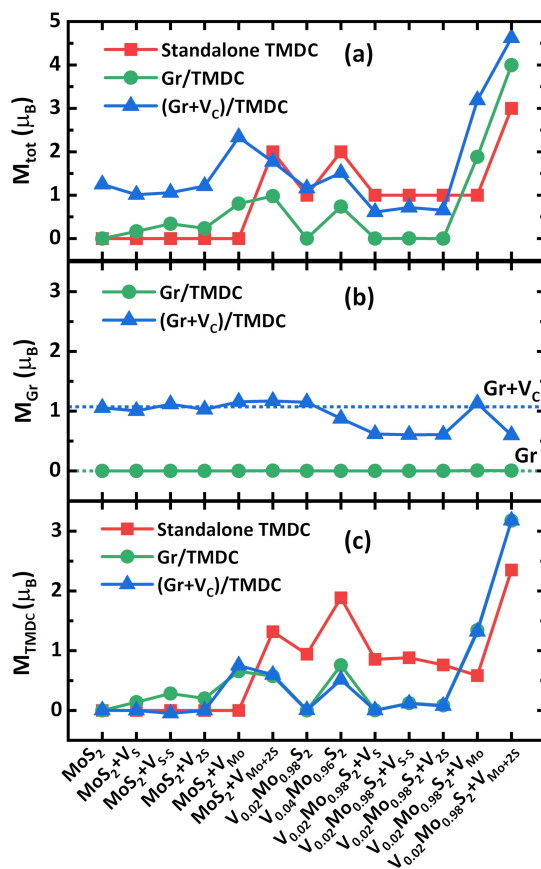 5
4
3
2
1
0
M_tot (μ_B)
Standalone TMDC
Gr/TMDC
(Gr+V_C)/TMDC
(a)
3
2
1
0
M_Gr (μ_B)
Gr/TMDC
(Gr+V_C)/TMDC
(b)
Gr+V_C
Gr
3
2
1
0
M_TMDC (μ_B)
Standalone TMDC
Gr/TMDC
(Gr+V_C)/TMDC
(c)
MoS_2
MoS_2+V_S
MoS_2+V_S-S
MoS_2+V_2S
MoS_2+V_Mo
MoS_2+V_Mo+2S
V_0.02Mo_0.98S_2
V_0.04Mo_0.96S_2
V_0.02Mo_0.98S_2+V_S
V_0.02Mo_0.98S_2+V_S-S
V_0.02Mo_0.98S_2+V_2S
V_0.02Mo_0.98S_2+V_Mo
V_0.02Mo_0.98S_2+V_Mo+2S